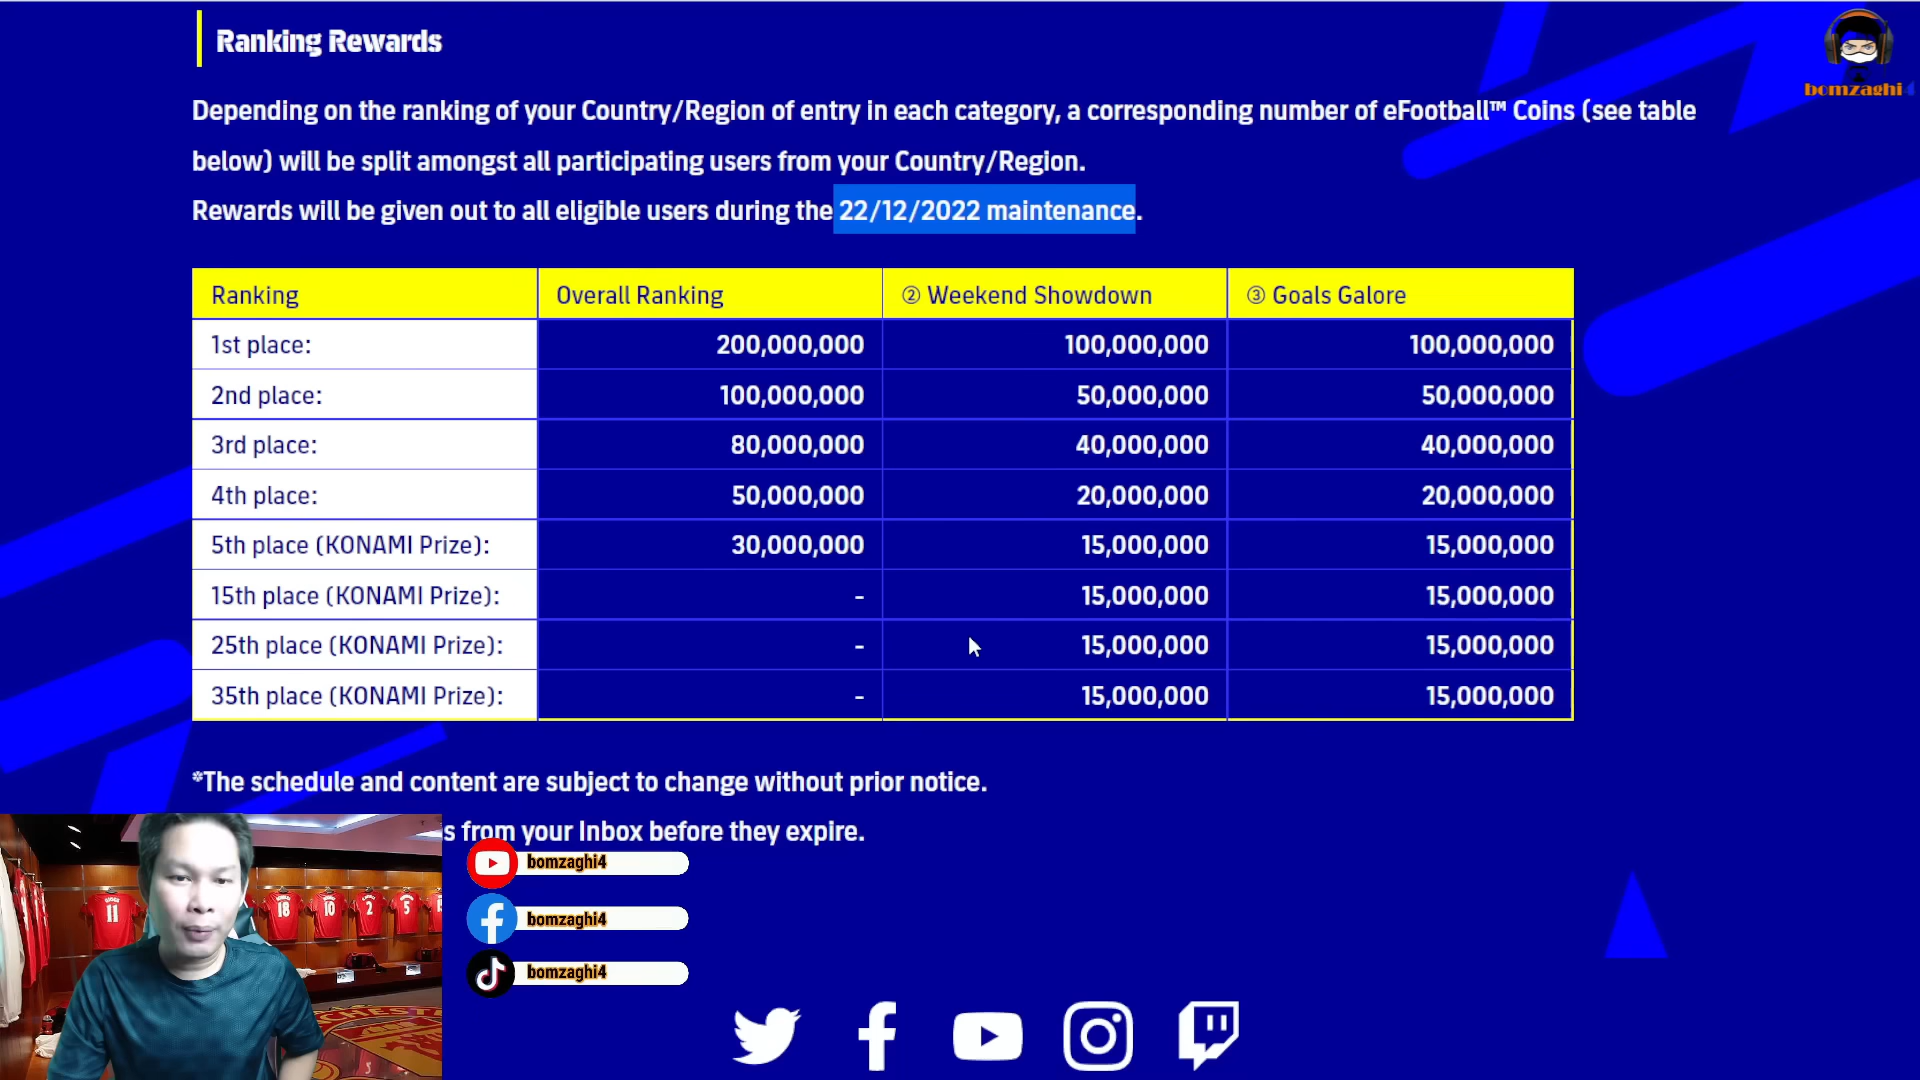 Ranking Rewards
bomzaghi4
Depending on the ranking of your Country/Region of entry in each category, a corresponding number of eFootball™ Coins (see table
below) will be split amongst all participating users from your Country/Region.
Rewards will be given out to all eligible users during the 22/12/2022 maintenance.
Ranking Overall Ranking ② Weekend Showdown ③ Goals Galore
1st place: 200,000,000 100,000,000 100,000,000
2nd place: 100,000,000 50,000,000 50,000,000
3rd place: 80,000,000 40,000,000 40,000,000
4th place: 50,000,000 20,000,000 20,000,000
5th place (KONAMI Prize): 30,000,000 15,000,000 15,000,000
15th place (KONAMI Prize): - 15,000,000 15,000,000
25th place (KONAMI Prize): - 15,000,000 15,000,000
35th place (KONAMI Prize): - 15,000,000 15,000,000
*The schedule and content are subject to change without prior notice.
s from your Inbox before they expire.
bomzaghi4
bomzaghi4
bomzaghi4
11 18 10 2 5